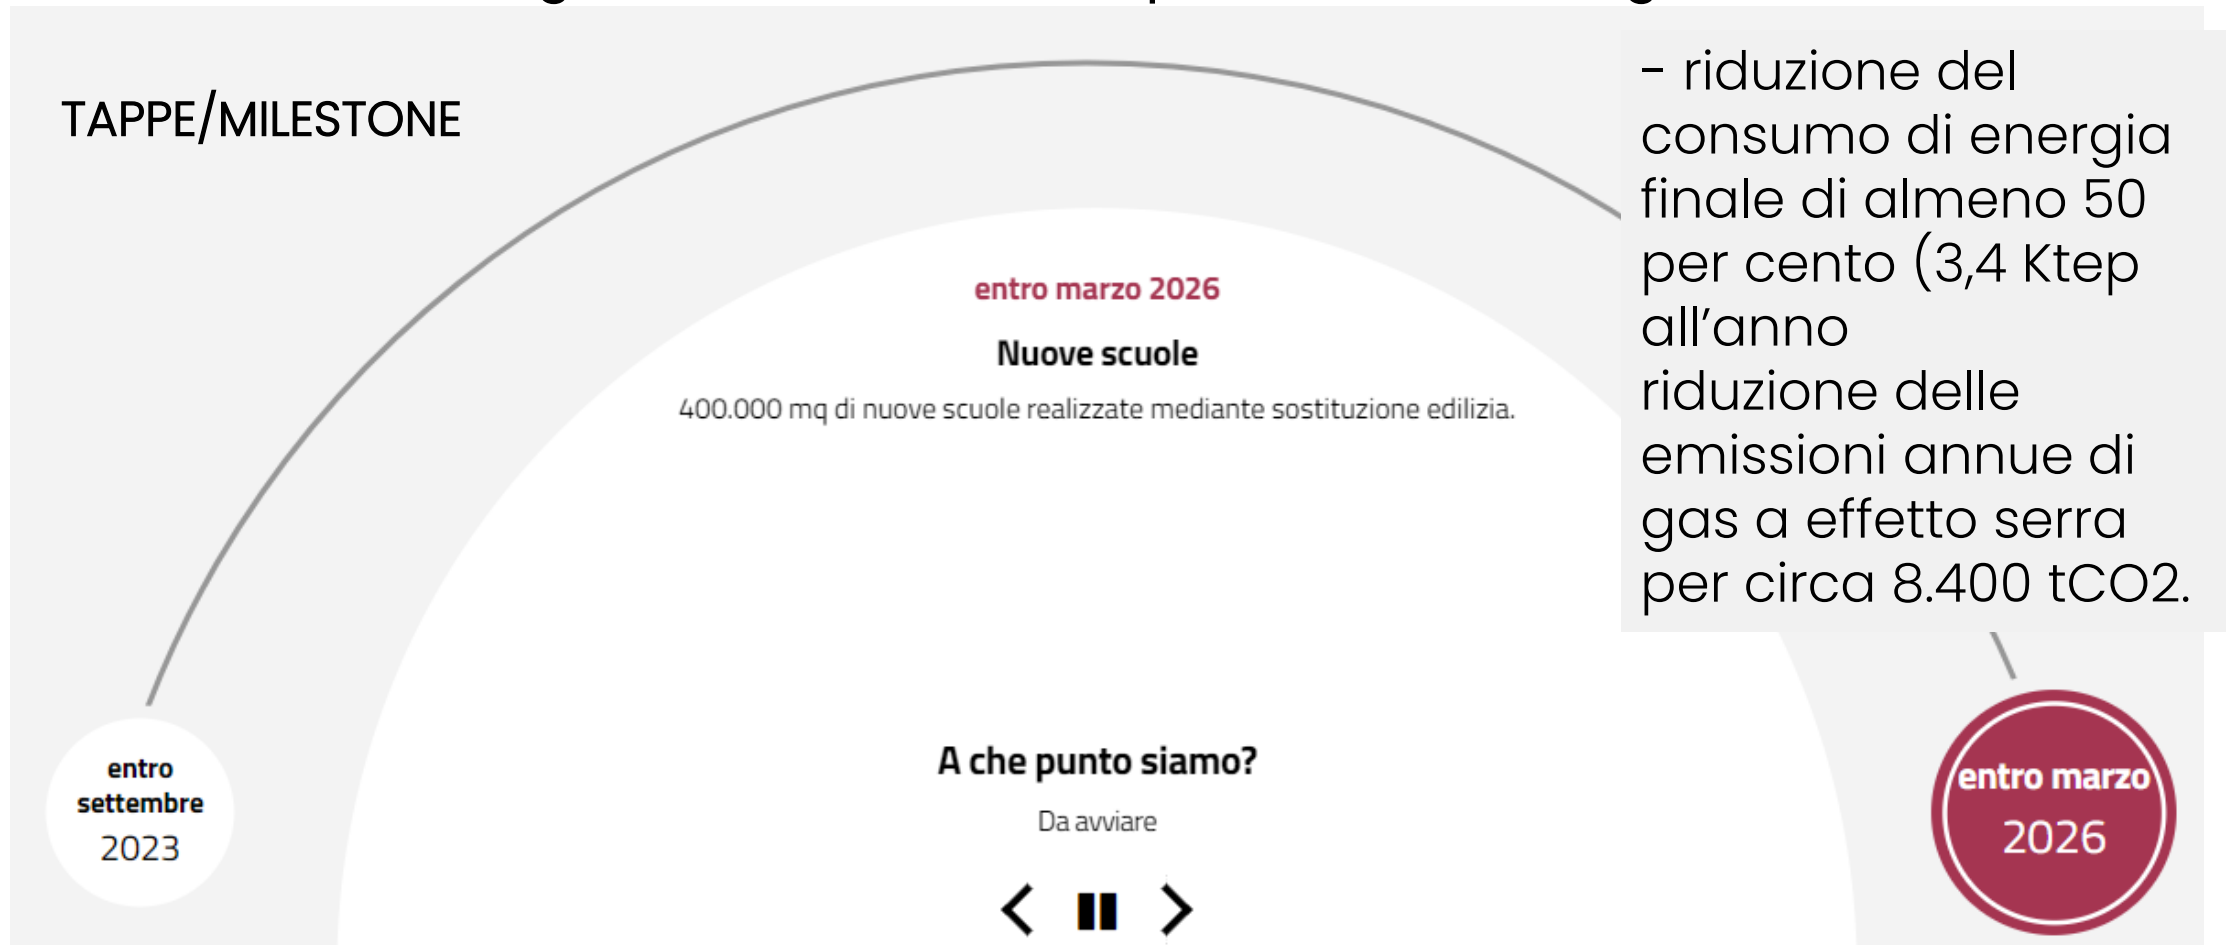 TAPPE/MILESTONE
- riduzione del
consumo di energia
finale di almeno 50
per cento (3,4 Ktep
all’anno
riduzione delle
emissioni annue di
gas a effetto serra
per circa 8.400 tCO2.
entro marzo 2026
Nuove scuole
400.000 mq di nuove scuole realizzate mediante sostituzione edilizia.
A che punto siamo?
Da avviare
entro
settembre
2023
entro marzo
2026